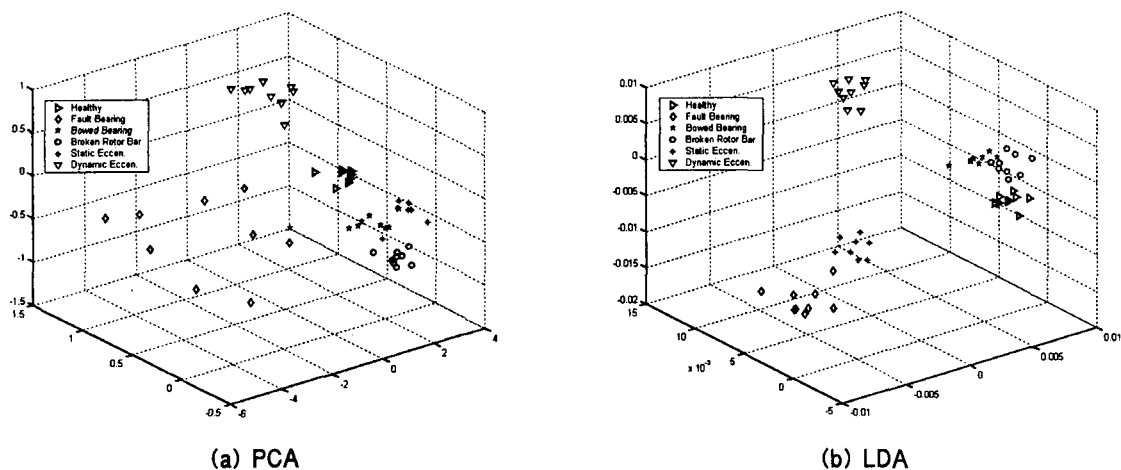 1
0.5
0
-0.5
-1
-1.5
1.5
1
0.5
0
-0.5
-6
-4
-2
0
2
4
Healthy
Fault Bearing
Bowed Bearing
Broken Rotor Bar
Static Eccen.
Dynamic Eccen.
(a) PCA
0.01
0.005
0
-0.005
-0.01
-0.015
-0.02
15
10
5
0
-5
x 10⁻³
-0.01
-0.005
0
0.005
0.01
Healthy
Fault Bearing
Bowed Bearing
Broken Rotor Bar
Static Eccen.
Dynamic Eccen.
(b) LDA